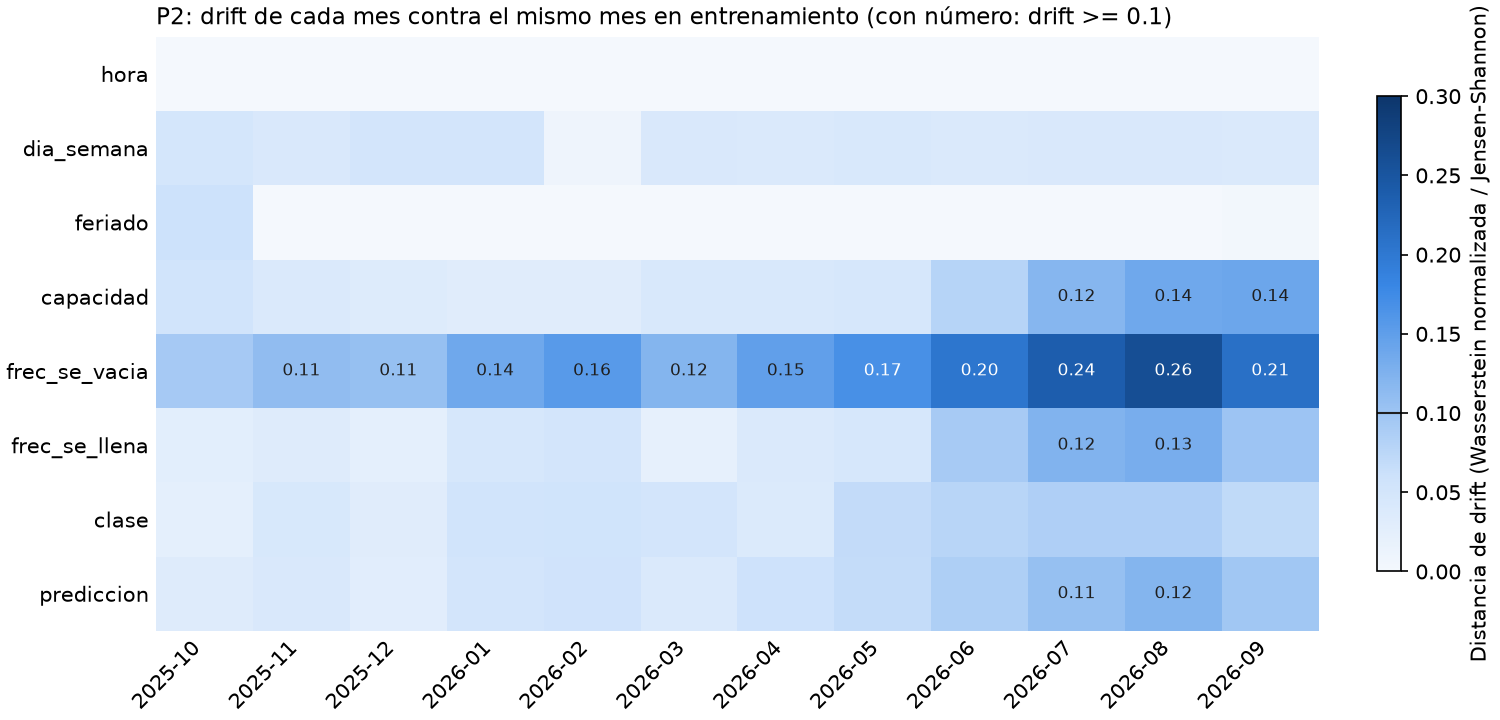 P2: drift de cada mes contra el mismo mes en entrenamiento (con número: drift >= 0.1)
hora
dia_semana
feriado
capacidad 0.12 0.14 0.14
frec_se_vacia 0.11 0.11 0.14 0.16 0.12 0.15 0.17 0.20 0.24 0.26 0.21
frec_se_llena 0.12 0.13
clase
prediccion 0.11 0.12
2025-10 2025-11 2025-12 2026-01 2026-02 2026-03 2026-04 2026-05 2026-06 2026-07 2026-08 2026-09
0.30
0.25
0.20
0.15
0.10
0.05
0.00
Distancia de drift (Wasserstein normalizada / Jensen-Shannon)